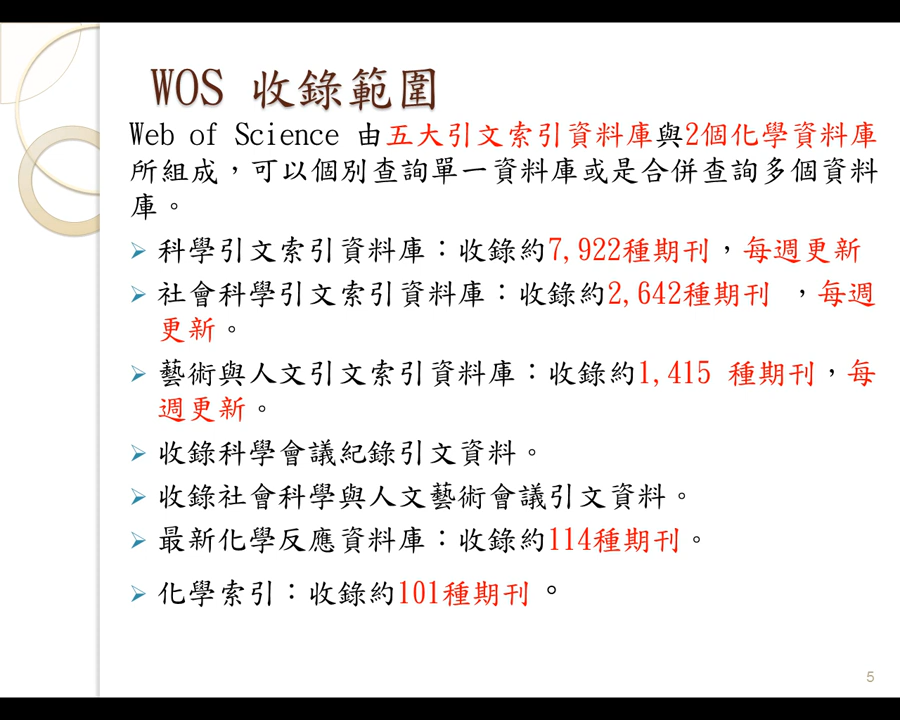 WOS 收錄範圍
Web of Science 由五大引文索引資料庫與2個化學資料庫
所組成，可以個別查詢單一資料庫或是合併查詢多個資料
庫。
科學引文索引資料庫：收錄約7,922種期刊，每週更新
社會科學引文索引資料庫：收錄約2,642種期刊 ，每週
更新。
藝術與人文引文索引資料庫：收錄約1,415 種期刊，每
週更新。
收錄科學會議紀錄引文資料。
收錄社會科學與人文藝術會議引文資料。
最新化學反應資料庫：收錄約114種期刊。
化學索引：收錄約101種期刊。
5